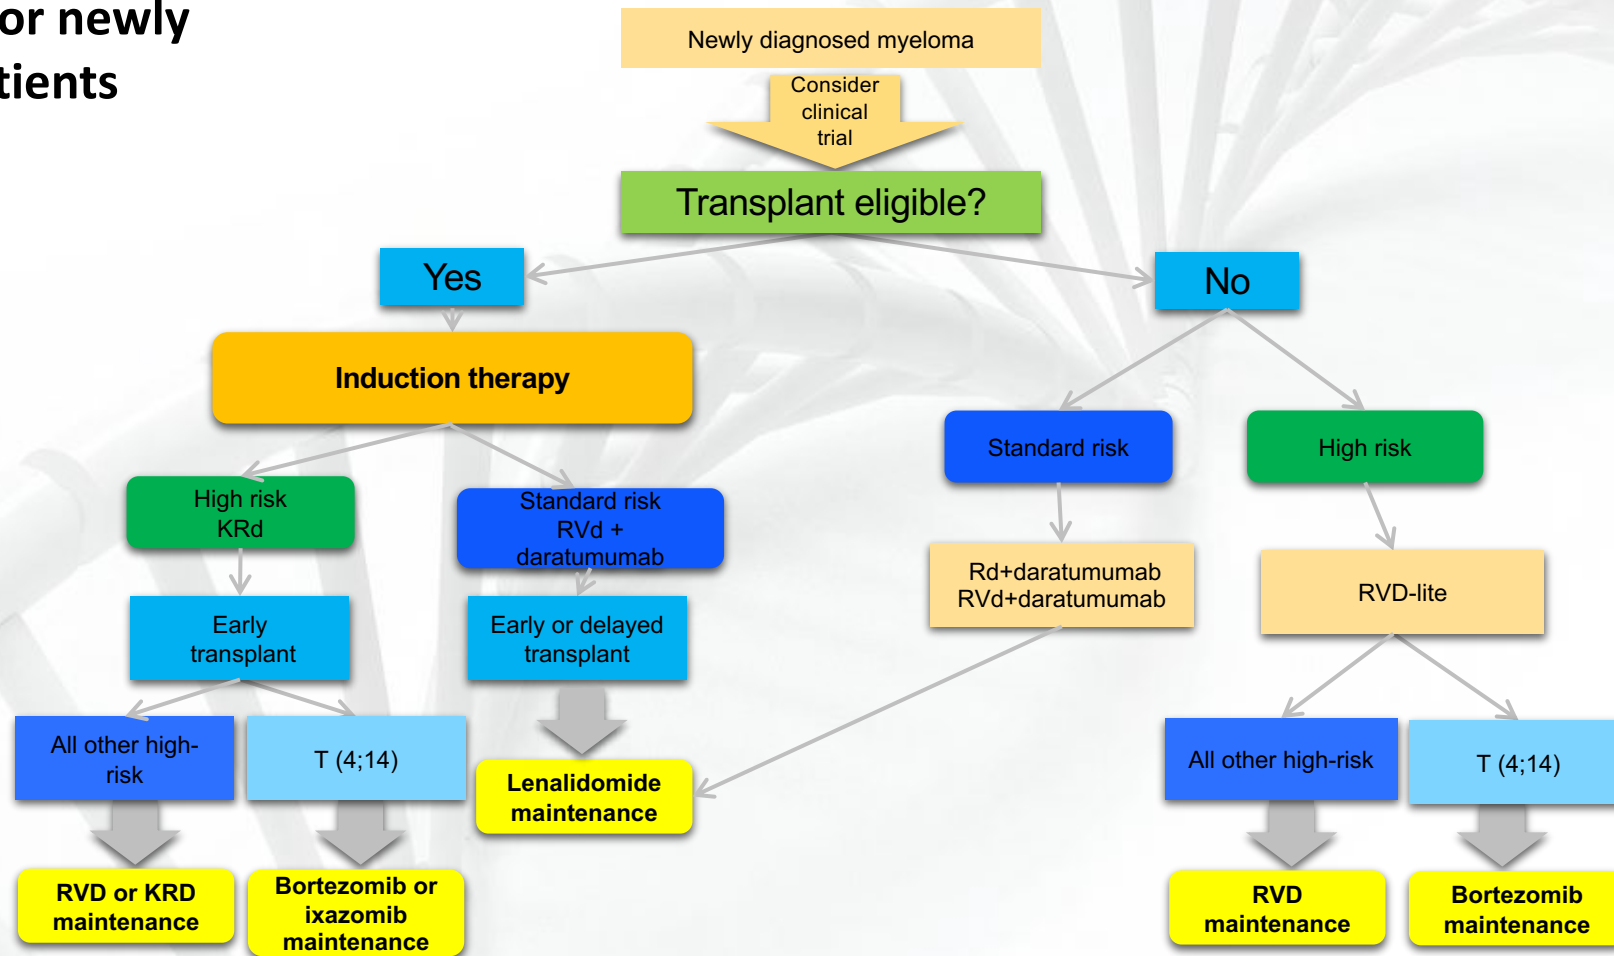 or newly
tients
Newly diagnosed myeloma
Consider
clinical
trial
Transplant eligible?
Yes
No
Induction therapy
Standard risk
High risk
High risk
KRd
Standard risk
RVd +
daratumumab
Rd+daratumumab
RVd+daratumumab
RVD-lite
Early
transplant
Early or delayed
transplant
All other high-
risk
T (4;14)
Lenalidomide
maintenance
All other high-risk
T (4;14)
RVD or KRD
maintenance
Bortezomib or
ixazomib
maintenance
RVD
maintenance
Bortezomib
maintenance